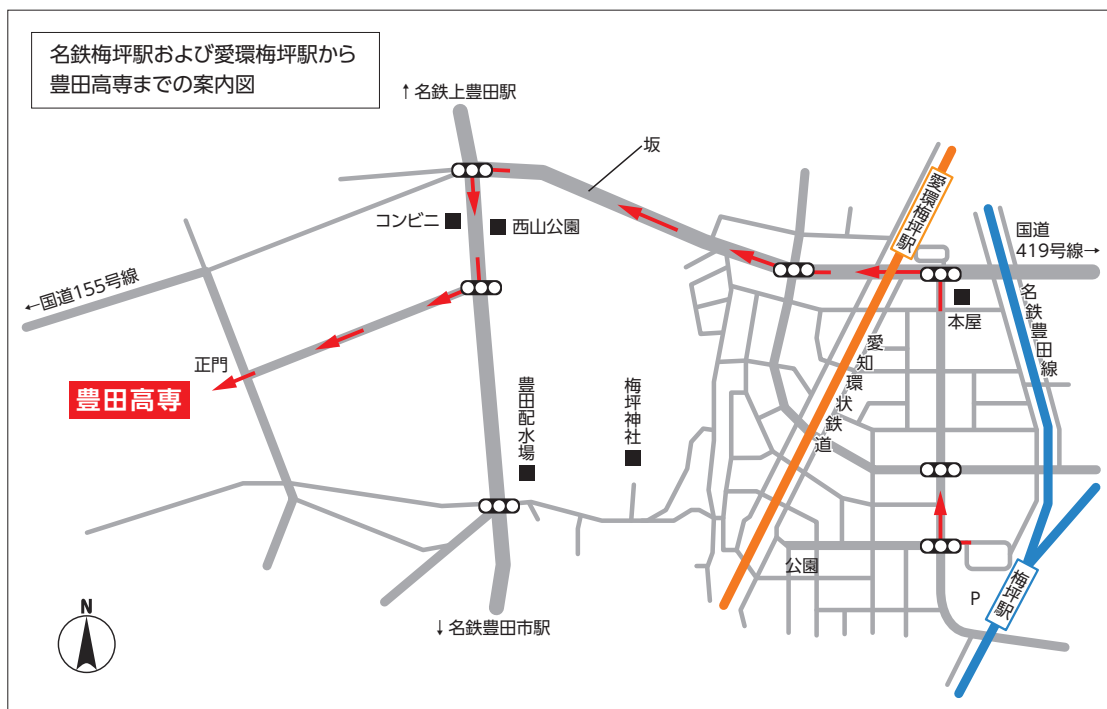 名鉄梅坪駅および愛環梅坪駅から
豊田高専までの案内図
↑名鉄上豊田駅
坂
コンビニ
西山公園
愛環梅坪駅
国道
419号線→
←国道155号線
本屋
名鉄豊田線
愛知環状鉄道
正門
豊田高専
豊田配水場
梅坪神社
公園
P
梅坪駅
N
↓名鉄豊田市駅